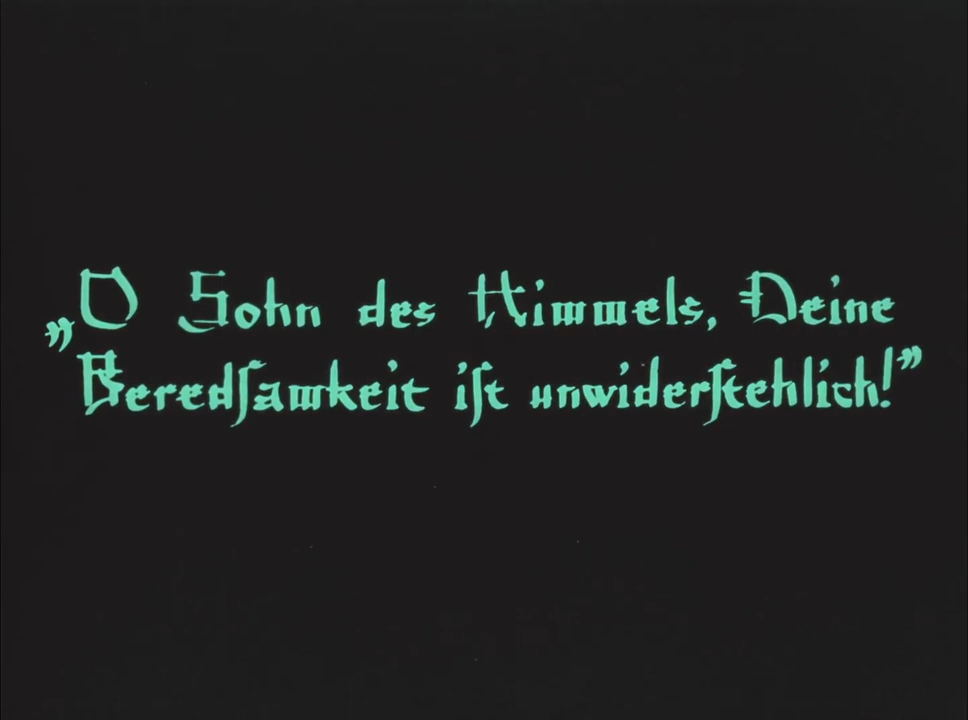 „O Sohn des Himmels, Deine
Beredſamkeit iſt unwiderſtehlich!”